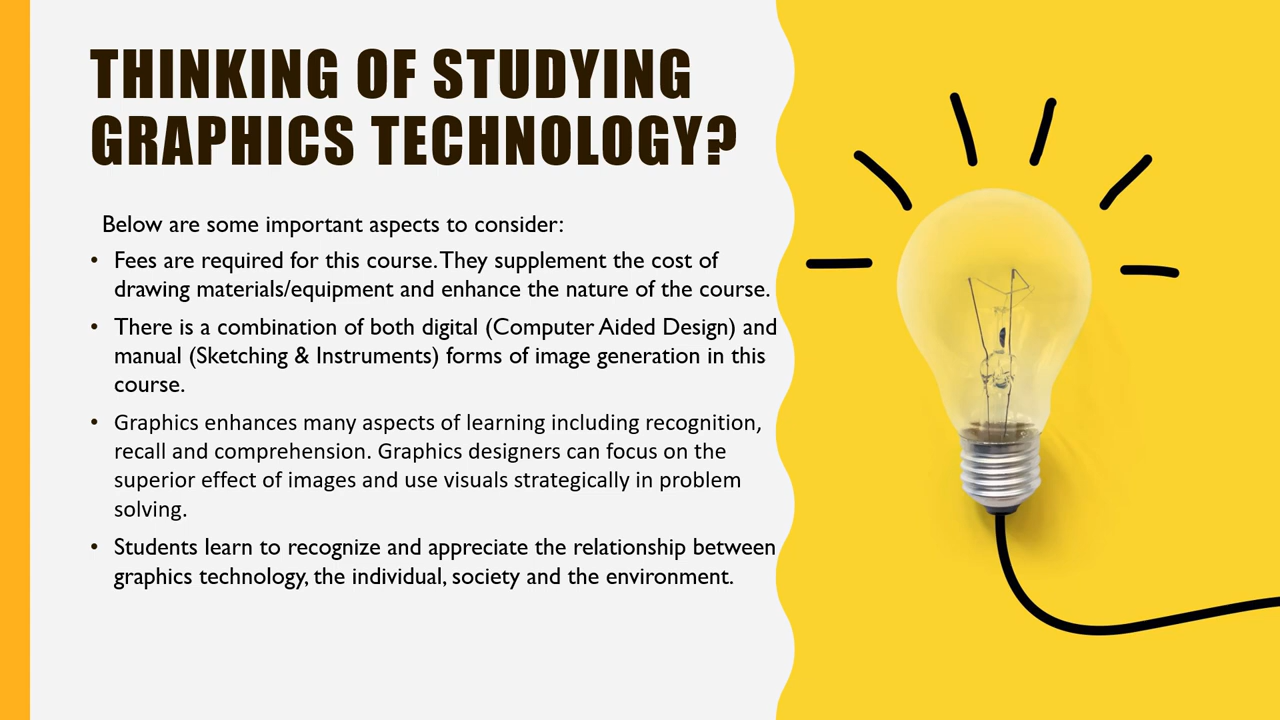 THINKING OF STUDYING
GRAPHICS TECHNOLOGY?
Below are some important aspects to consider:
• Fees are required for this course. They supplement the cost of
drawing materials/equipment and enhance the nature of the course.
• There is a combination of both digital (Computer Aided Design) and
manual (Sketching & Instruments) forms of image generation in this
course.
• Graphics enhances many aspects of learning including recognition,
recall and comprehension. Graphics designers can focus on the
superior effect of images and use visuals strategically in problem
solving.
• Students learn to recognize and appreciate the relationship between
graphics technology, the individual, society and the environment.